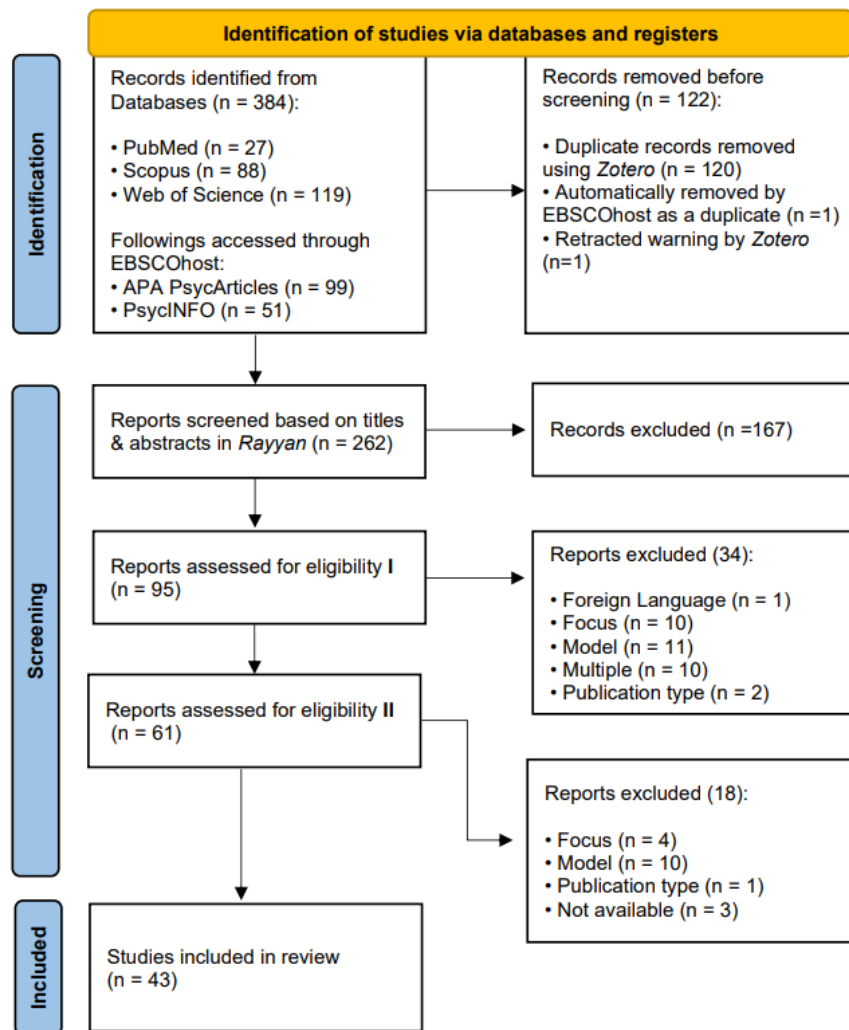 Identification of studies via databases and registers
Identification
Records identified from
Databases (n = 384):
• PubMed (n = 27)
• Scopus (n = 88)
• Web of Science (n = 119)
Followings accessed through
EBSCOhost:
• APA PsycArticles (n = 99)
• PsycINFO (n = 51)
Records removed before
screening (n = 122):
• Duplicate records removed
using Zotero (n = 120)
• Automatically removed by
EBSCOhost as a duplicate (n =1)
• Retracted warning by Zotero
(n=1)
Screening
Reports screened based on titles
& abstracts in Rayyan (n = 262)
Records excluded (n =167)
Reports assessed for eligibility I
(n = 95)
Reports excluded (34):
• Foreign Language (n = 1)
• Focus (n = 10)
• Model (n = 11)
• Multiple (n = 10)
• Publication type (n = 2)
Reports assessed for eligibility II
(n = 61)
Reports excluded (18):
• Focus (n = 4)
• Model (n = 10)
• Publication type (n = 1)
• Not available (n = 3)
Included
Studies included in review
(n = 43)